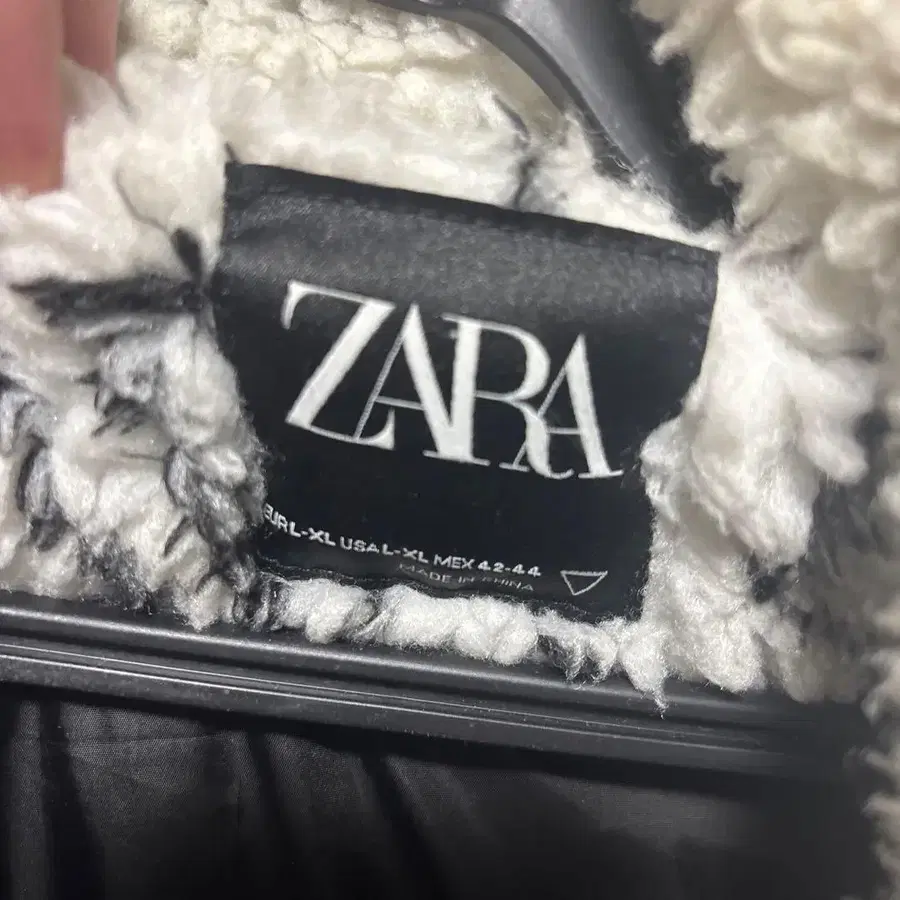 ZARA
EUR L-XL USA L-XL MEX 42-44
MADE IN CHINA